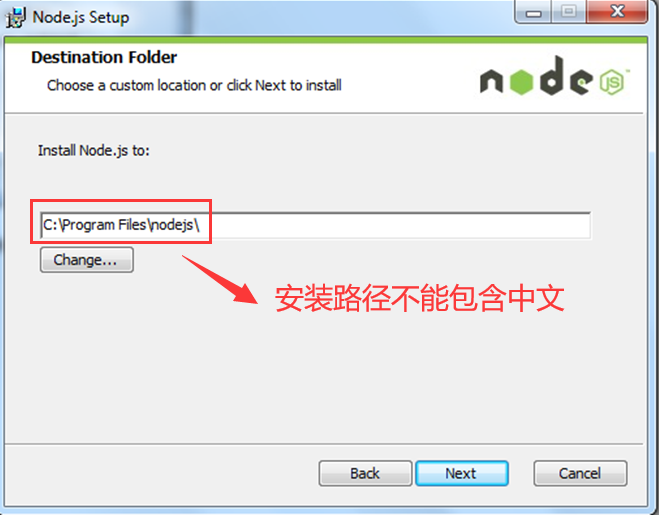 Node.js Setup
Destination Folder
Choose a custom location or click Next to install
node
JS
Install Node.js to:
C:\Program Files\nodejs\
Change...
安装路径不能包含中文
Back
Next
Cancel